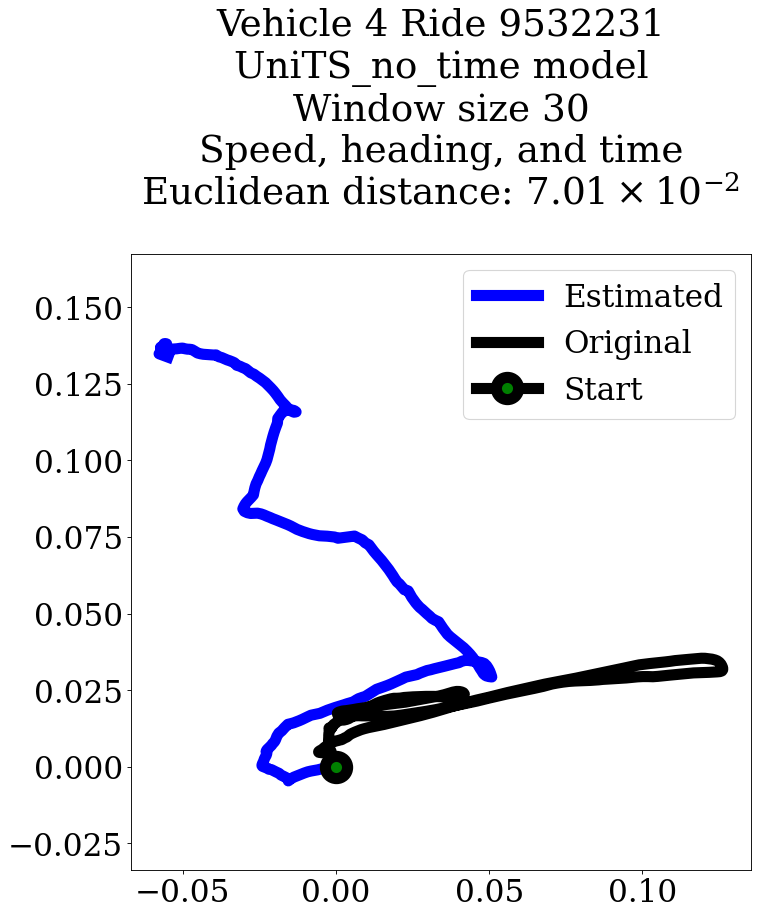 Vehicle 4 Ride 9532231
UniTS_no_time model
Window size 30
Speed, heading, and time
Euclidean distance: 7.01 × 10⁻²
Estimated
Original
Start
0.150
0.125
0.100
0.075
0.050
0.025
0.000
−0.025
−0.05 0.00 0.05 0.10